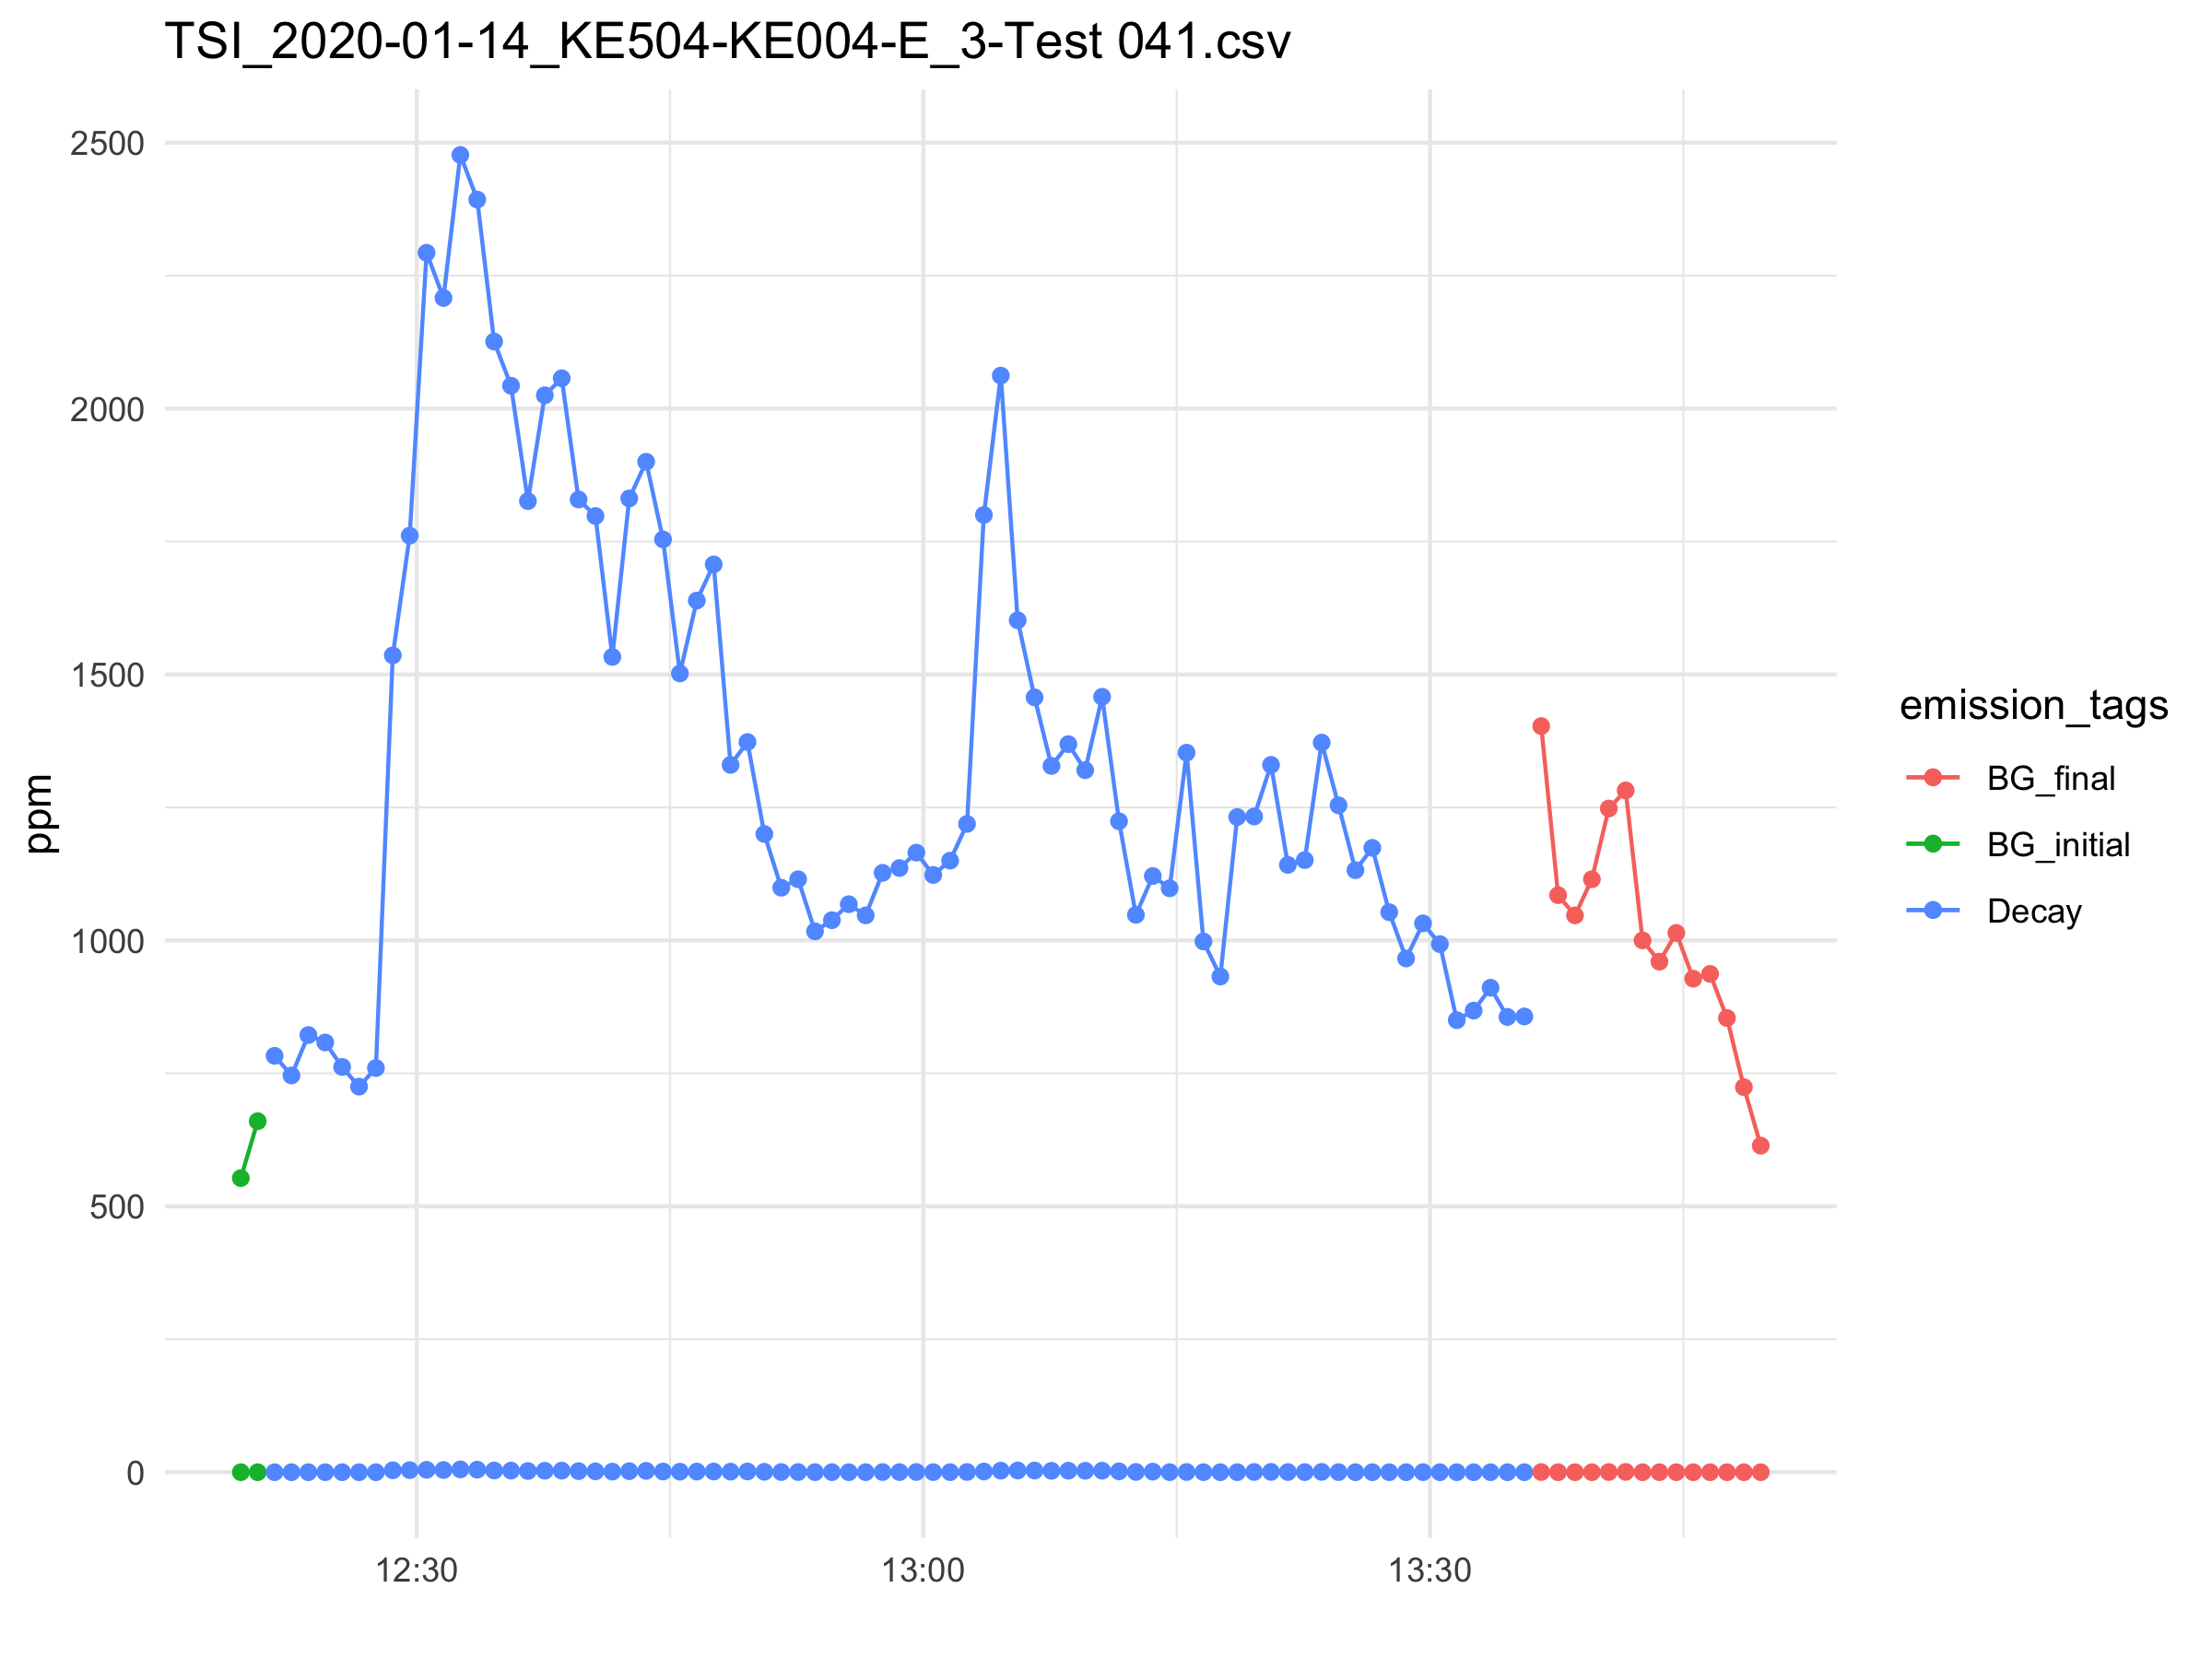 TSI_2020-01-14_KE504-KE004-E_3-Test 041.csv
ppm
2500
2000
1500
1000
500
0
12:30
13:00
13:30
emission_tags
BG_final
BG_initial
Decay